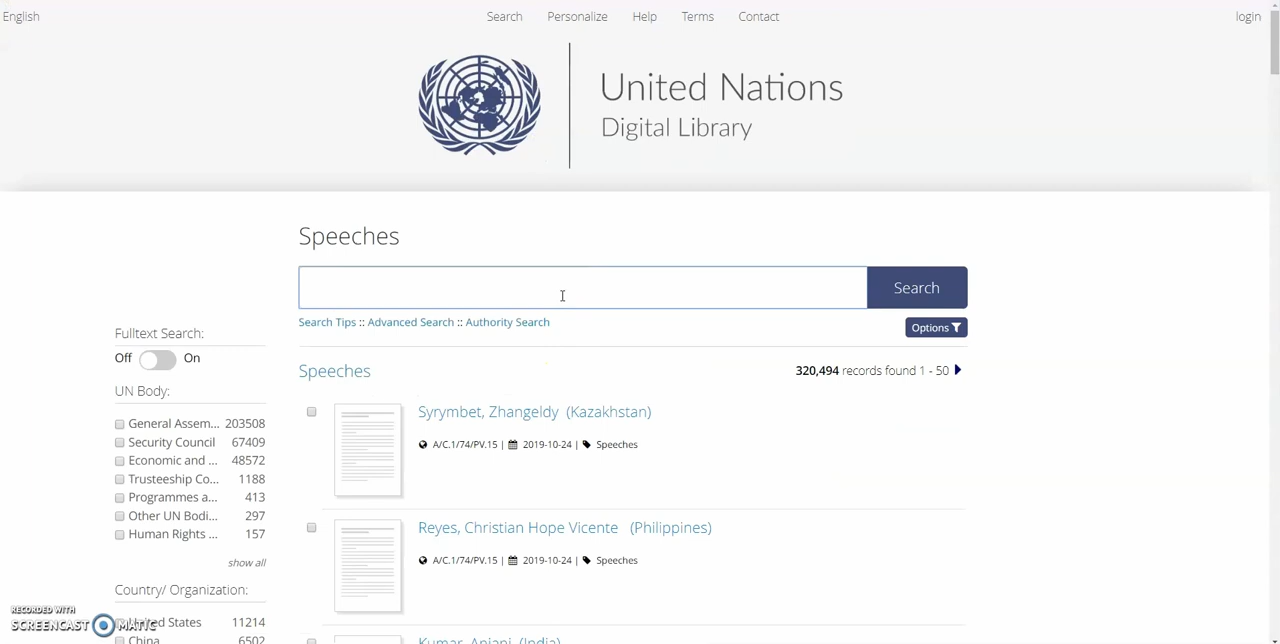 English
Search Personalize Help Terms Contact
login
United Nations
Digital Library
Speeches
Search
Search Tips :: Advanced Search :: Authority Search
Options
Fulltext Search:
Off On
UN Body:
General Assem... 203508
Security Council 67409
Economic and ... 48572
Trusteeship Co... 1188
Programmes a... 413
Other UN Bodi... 297
Human Rights ... 157
show all
Country/ Organization:
United States 11214
China 6502
Speeches
320,494 records found 1 - 50
Syrymbet, Zhangeldy (Kazakhstan)
A/C.1/74/PV.15 | 2019-10-24 | Speeches
Reyes, Christian Hope Vicente (Philippines)
A/C.1/74/PV.15 | 2019-10-24 | Speeches
Kumar, Anjani (India)
RECORDED WITH
SCREENCAST MATIC